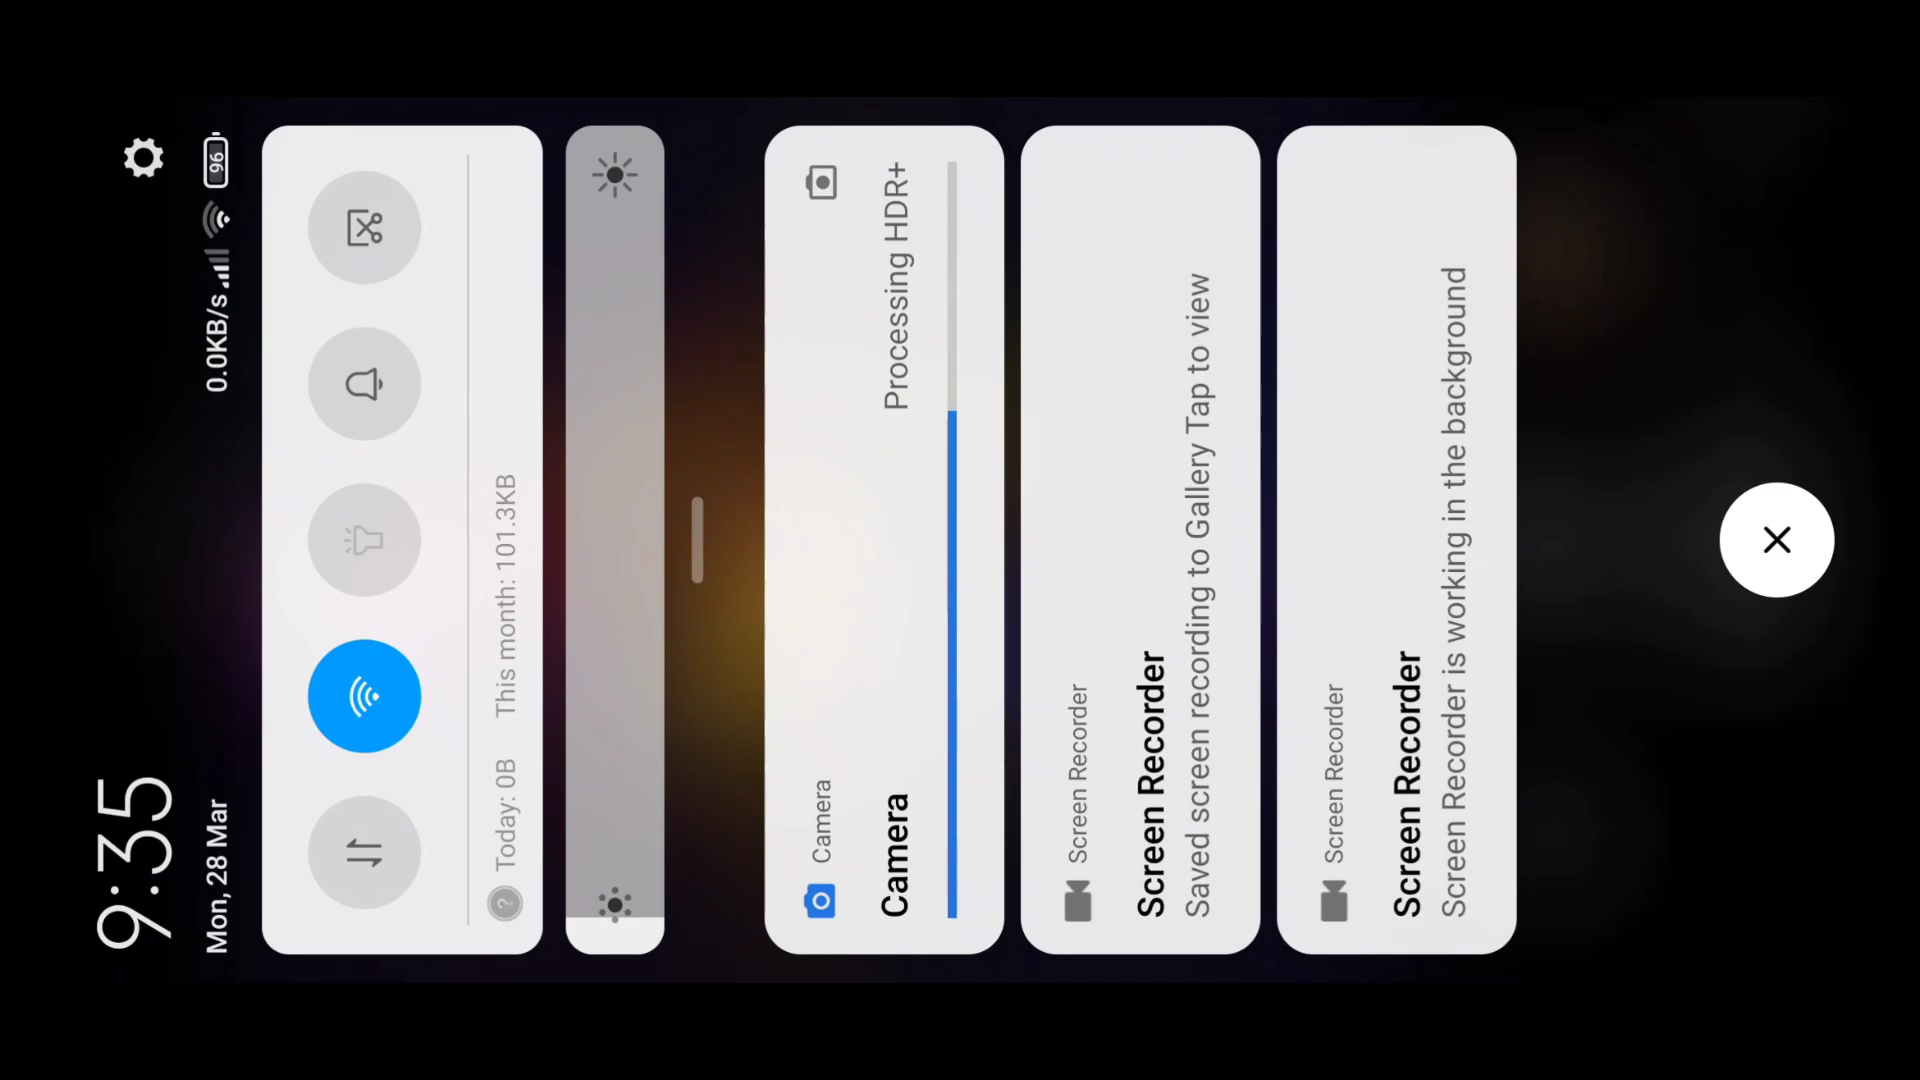 9:35
Mon, 28 Mar
0.0KB/s
96
Today: 0B This month: 101.3KB
Camera
Camera
Processing HDR+
Screen Recorder
Screen Recorder
Saved screen recording to Gallery Tap to view
Screen Recorder
Screen Recorder
Screen Recorder is working in the background